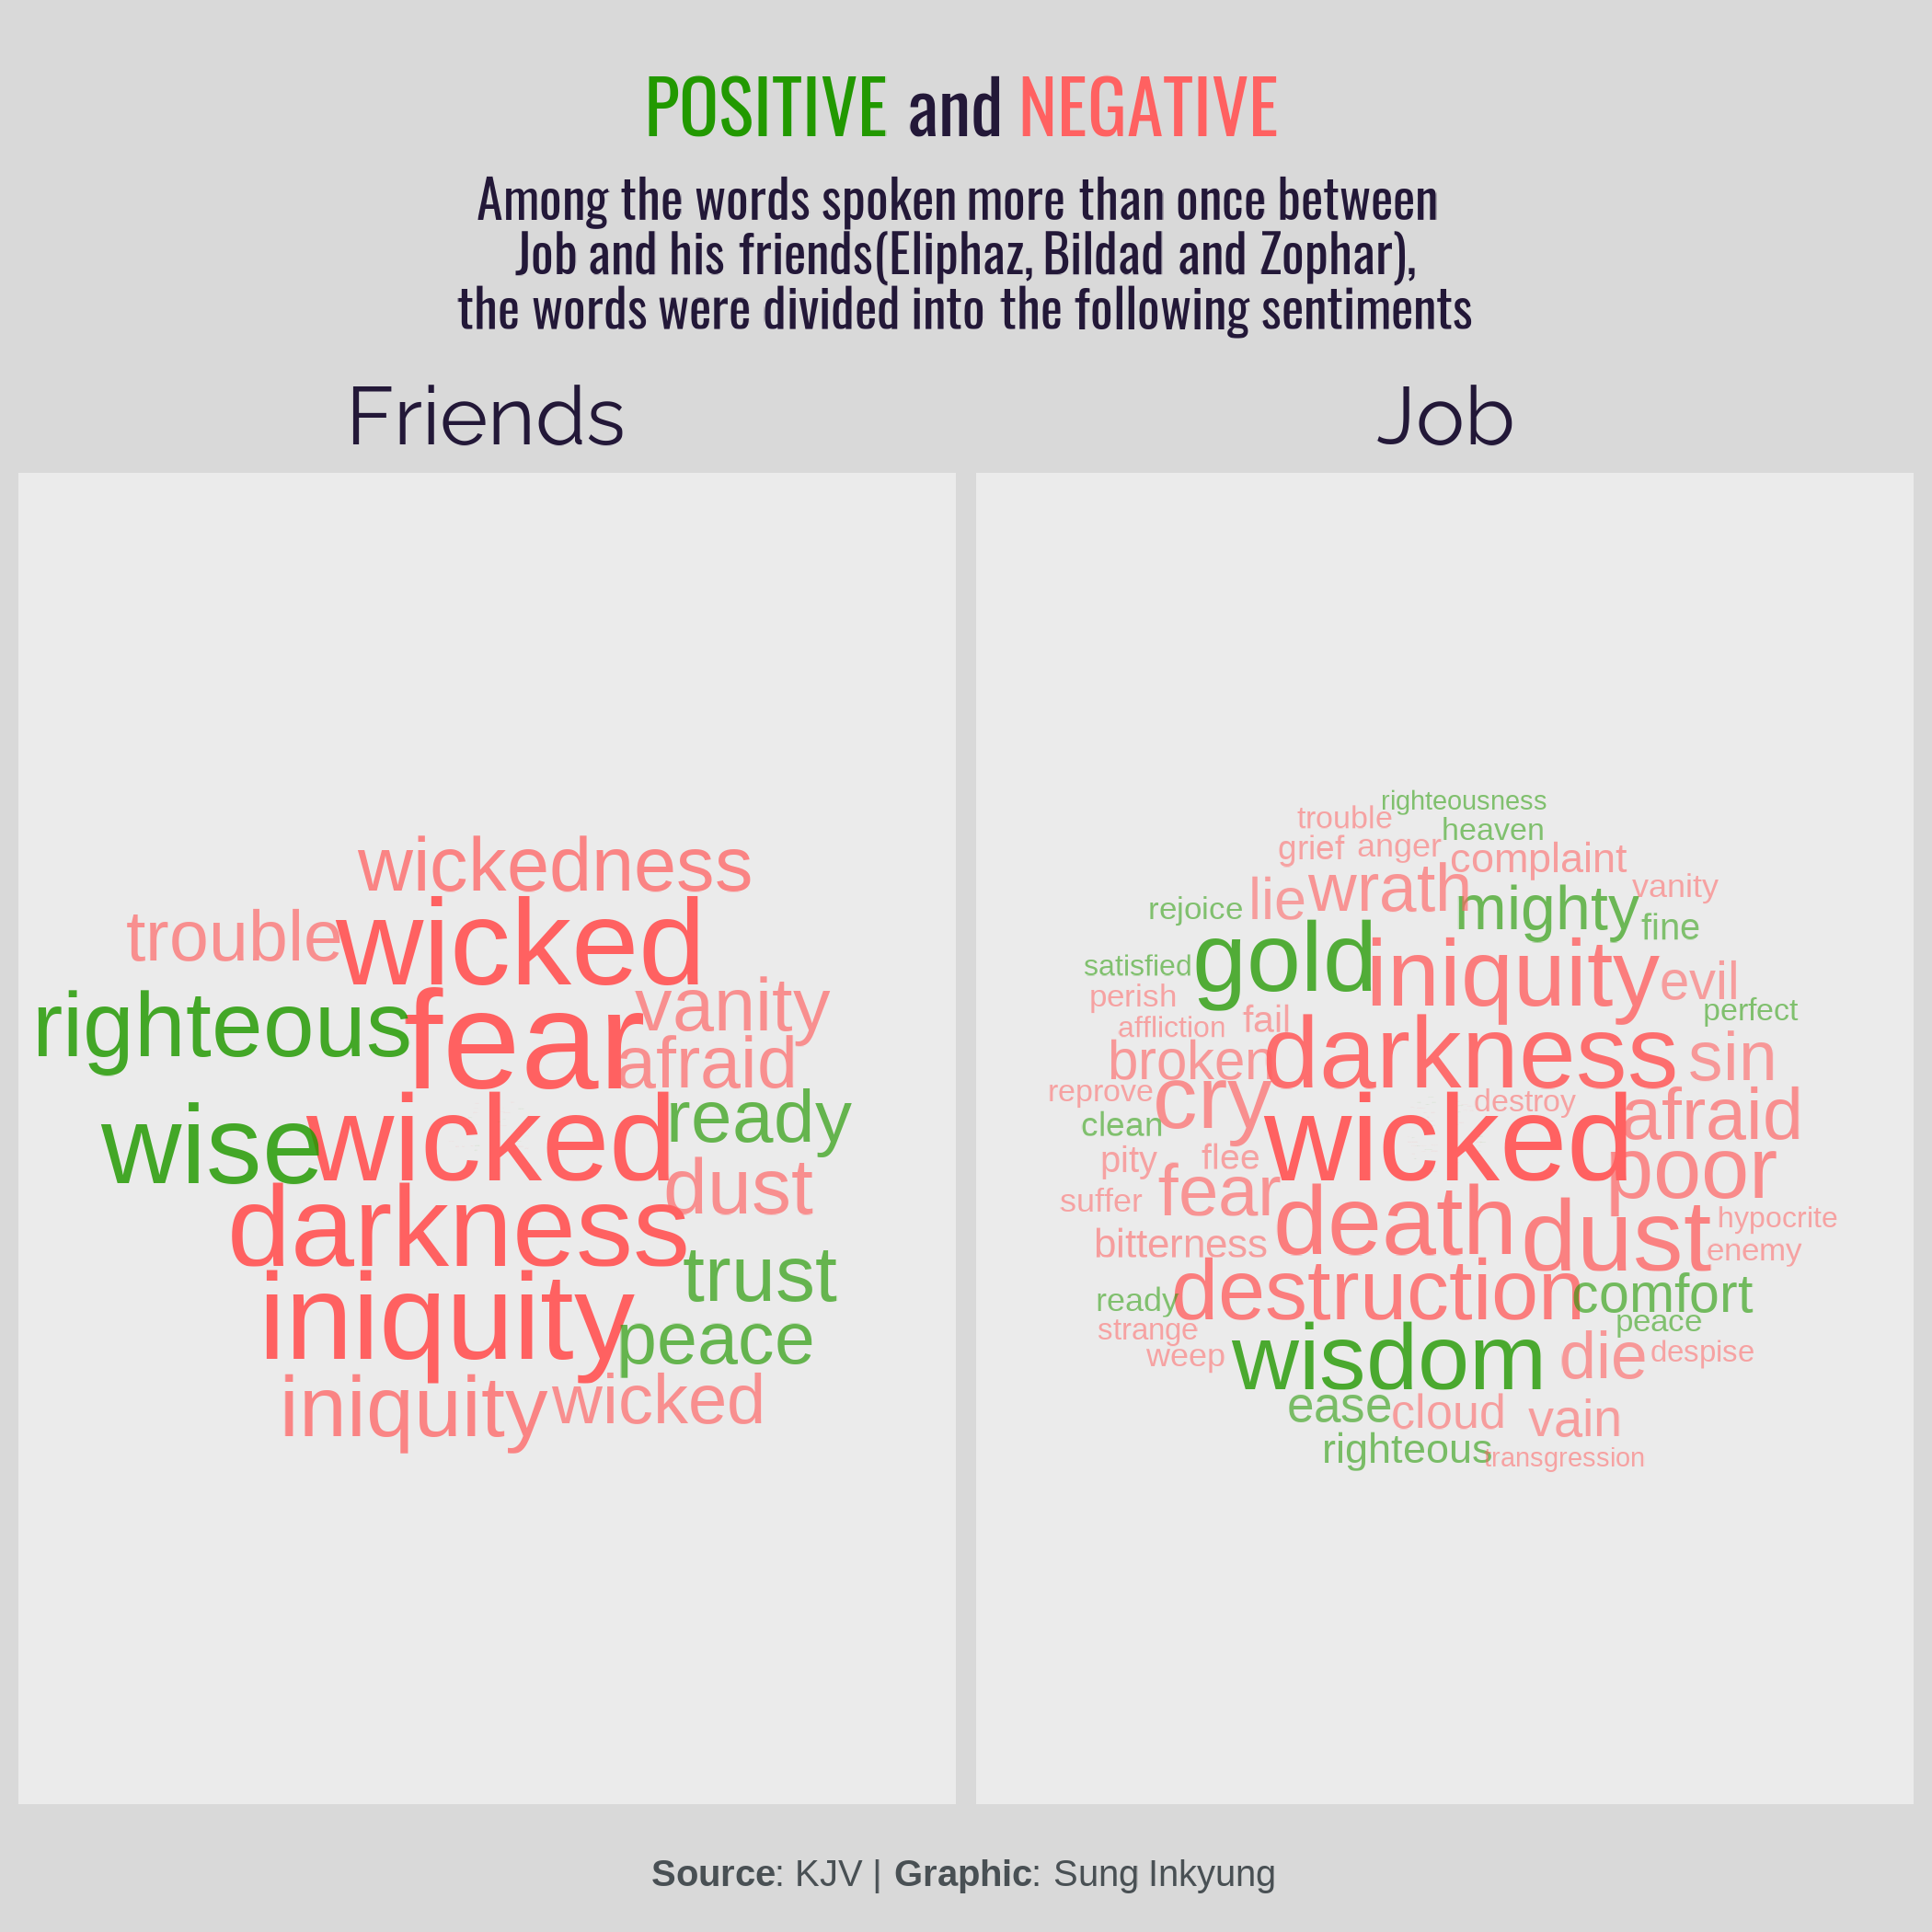 POSITIVE and NEGATIVE
Among the words spoken more than once between
Job and his friends(Eliphaz, Bildad and Zophar),
the words were divided into the following sentiments
Friends
wickedness
wicked
trouble
vanity
righteous
fear
afraid
ready
wise
wicked
dust
darkness
trust
iniquity
peace
iniquity
wicked
Job
righteousness
trouble
heaven
grief
anger
complaint
vanity
lie
wrath
mighty
rejoice
fine
gold
iniquity
satisfied
evil
perish
perfect
affliction
fail
darkness
broken
sin
reprove
cry
destroy
afraid
clean
wicked
pity
flee
poor
suffer
fear
death
dust
hypocrite
bitterness
enemy
destruction
comfort
ready
peace
strange
weep
wisdom
die
despise
ease
cloud
vain
righteous
transgression
Source: KJV | Graphic: Sung Inkyung